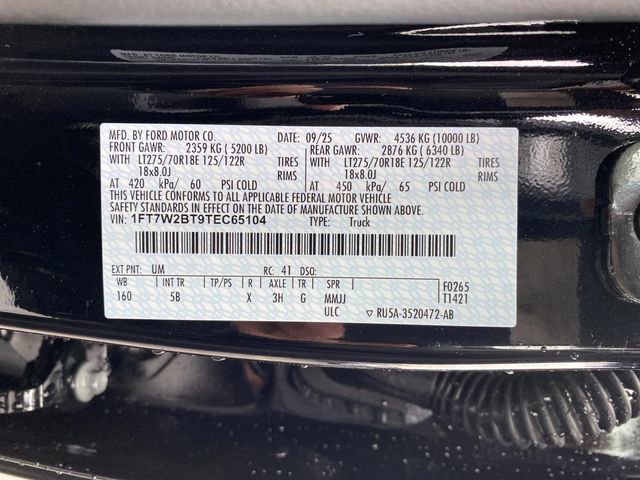 MFD. BY FORD MOTOR CO. DATE: 09/25 GVWR: 4536 KG (10000 LB)
FRONT GAWR: 2359 KG ( 5200 LB) REAR GAWR: 2876 KG ( 6340 LB)
WITH LT275/70R18E 125/122R TIRES WITH LT275/70R18E 125/122R TIRES
18x8.0J RIMS 18x8.0J RIMS
AT 420 kPa/ 60 PSI COLD AT 450 kPa/ 65 PSI COLD
THIS VEHICLE CONFORMS TO ALL APPLICABLE FEDERAL MOTOR VEHICLE
SAFETY STANDARDS IN EFFECT ON THE DATE OF MANUFACTURE SHOWN ABOVE.
VIN: 1FT7W2BT9TEC65104 TYPE: Truck
EXT PNT: UM RC: 41 DSO: F0265
WB INT TR TP/PS R AXLE TR SPR T1421
160 5B X 3H G MMJJ
ULC RU5A-3520472-AB